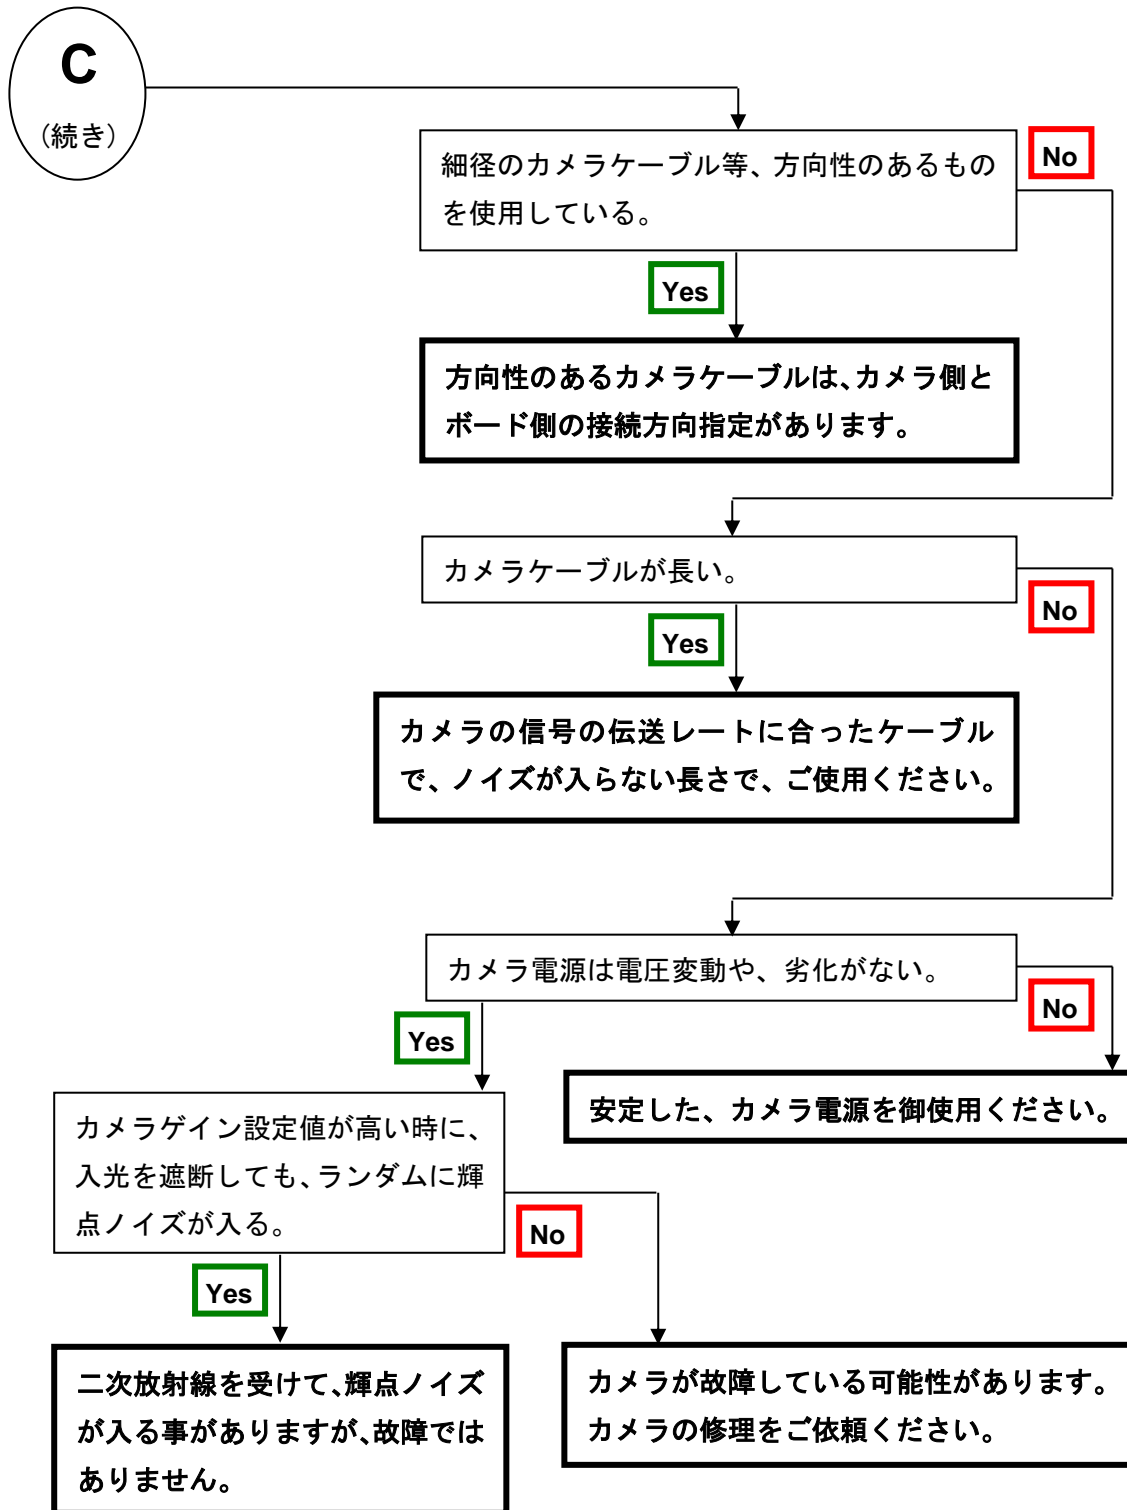 C
(続き)
細径のカメラケーブル等、方向性のあるもの
を使用している。
No
Yes
方向性のあるカメラケーブルは、カメラ側と
ボード側の接続方向指定があります。
カメラケーブルが長い。
No
Yes
カメラの信号の伝送レートに合ったケーブル
で、ノイズが入らない長さで、ご使用ください。
カメラ電源は電圧変動や、劣化がない。
No
Yes
安定した、カメラ電源を御使用ください。
カメラゲイン設定値が高い時に、
入光を遮断しても、ランダムに輝
点ノイズが入る。
No
Yes
二次放射線を受けて、輝点ノイズ
が入る事がありますが、故障では
ありません。
カメラが故障している可能性があります。
カメラの修理をご依頼ください。